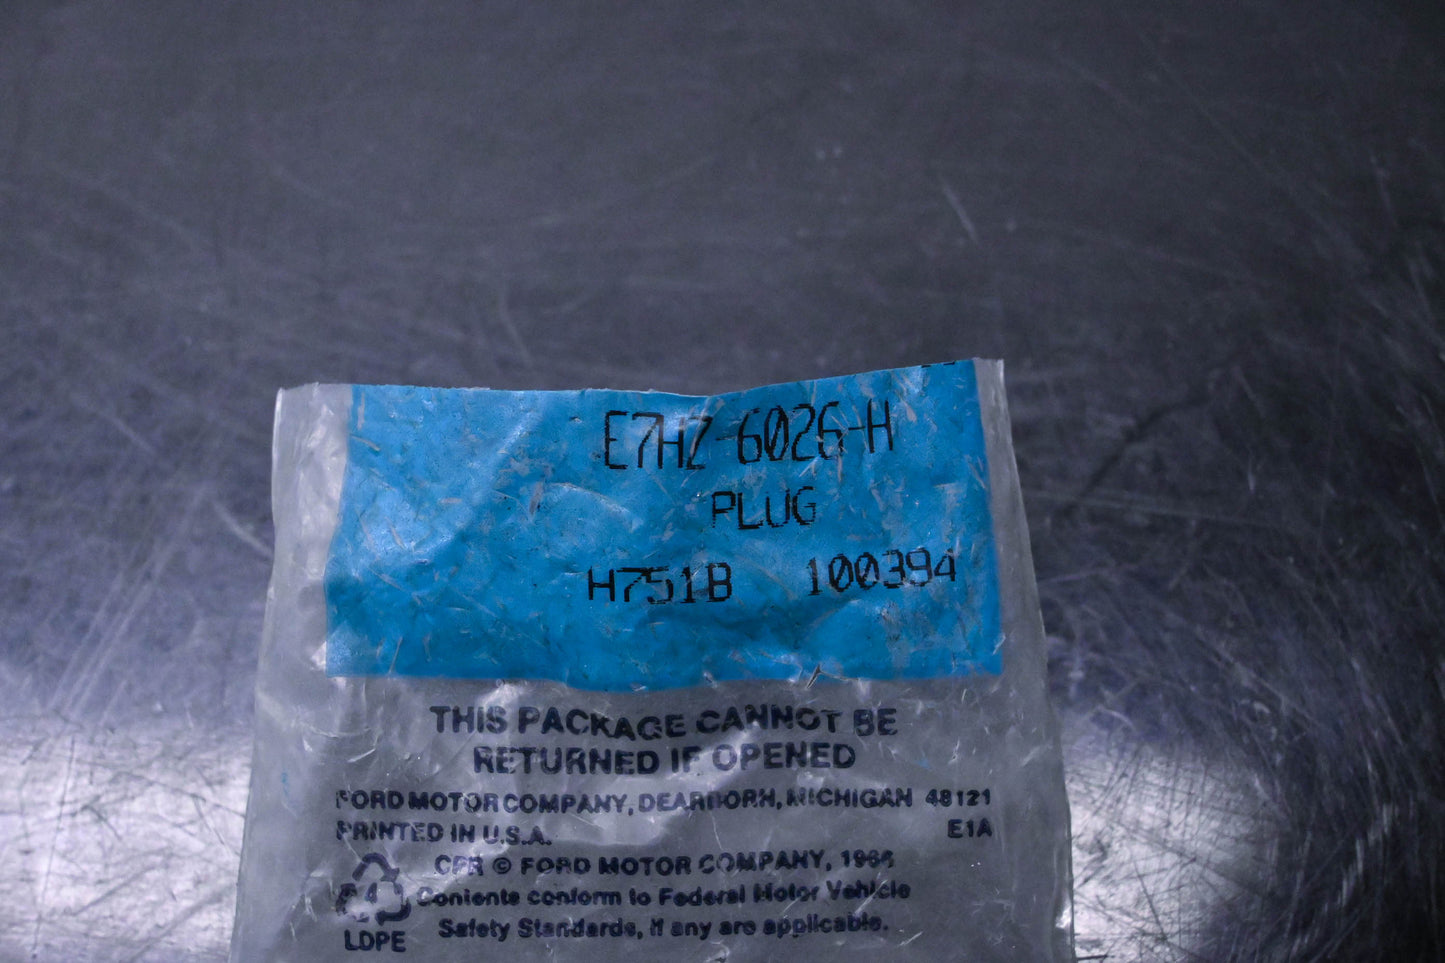 E7HZ-6026-H
PLUG
H751B 100394
THIS PACKAGE CANNOT BE
RETURNED IF OPENED
FORD MOTOR COMPANY, DEARBORN, MICHIGAN 48121
PRINTED IN U.S.A. E1A
CPR © FORD MOTOR COMPANY,
4 Contents conform to Federal Motor Vehicle
Safety Standards, if any are applicable.
LDPE